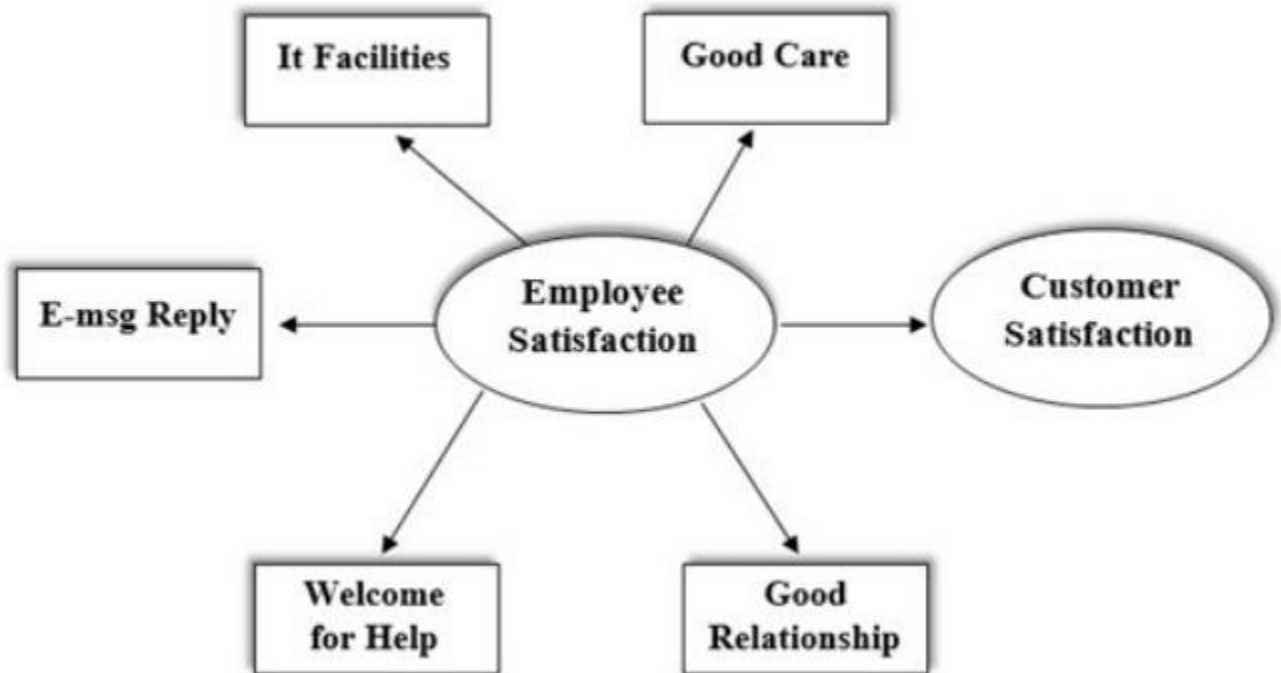 It Facilities
Good Care
E-msg Reply
Employee
Satisfaction
Customer
Satisfaction
Welcome
for Help
Good
Relationship